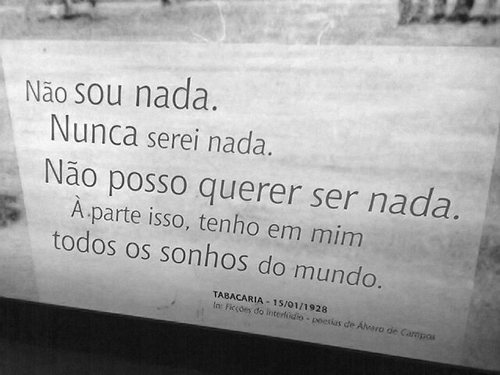 Não sou nada.
Nunca serei nada.
Não posso querer ser nada.
À parte isso, tenho em mim
todos os sonhos do mundo.
TABACARIA - 15/01/1928
In: Ficções do Interlúdio - poesias de Álvaro de Campos